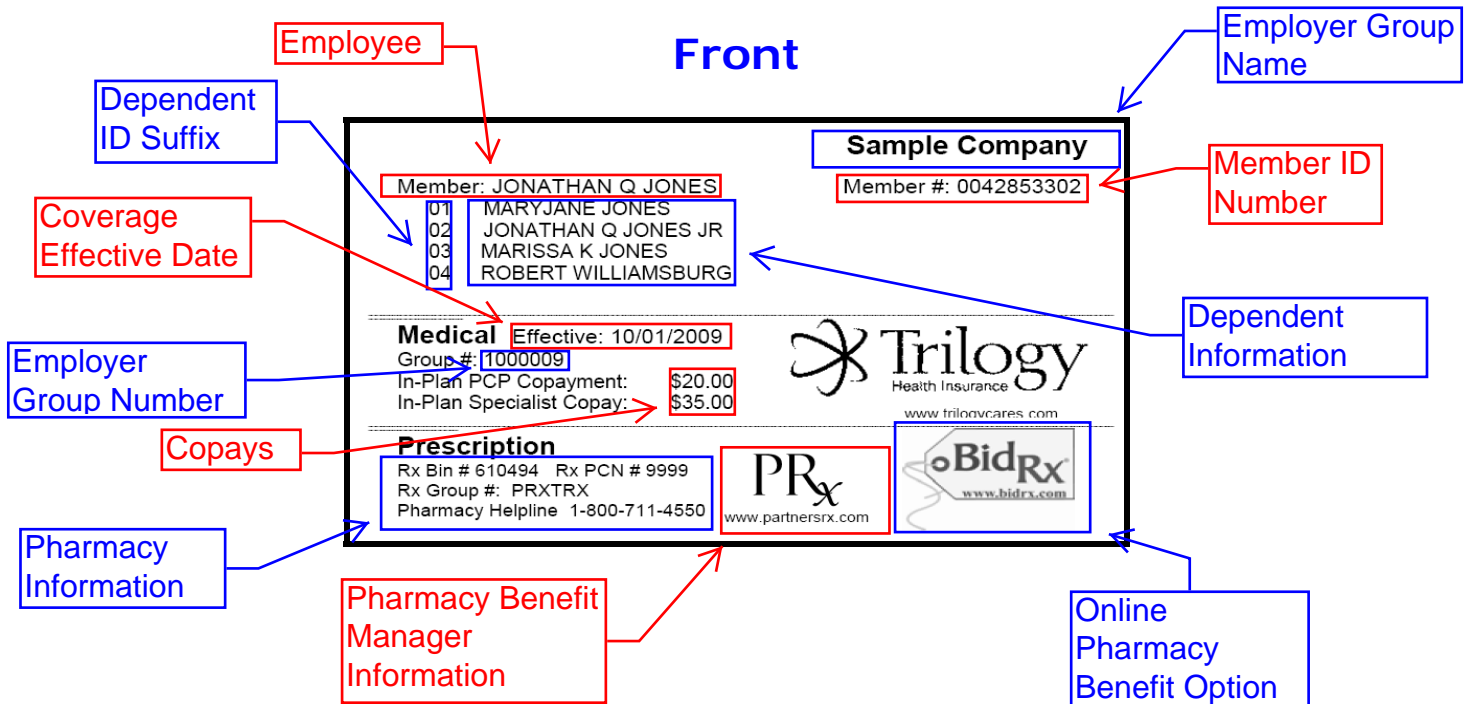 Front
Employee
Employer Group
Name
Dependent
ID Suffix
Sample Company
Member: JONATHAN Q JONES
Member #: 0042853302
Member ID
Number
01 MARYJANE JONES
02 JONATHAN Q JONES JR
03 MARISSA K JONES
04 ROBERT WILLIAMSBURG
Coverage
Effective Date
Dependent
Information
Medical Effective: 10/01/2009
Group #: 1000009
In-Plan PCP Copayment: $20.00
In-Plan Specialist Copay: $35.00
Trilogy
Health Insurance
www.trilogycares.com
Employer
Group Number
Copays
Prescription
Rx Bin # 610494 Rx PCN # 9999
Rx Group #: PRXTRX
Pharmacy Helpline 1-800-711-4550
PRx
www.partnersrx.com
BidRx
www.bidrx.com
Pharmacy
Information
Pharmacy Benefit
Manager
Information
Online
Pharmacy
Benefit Option